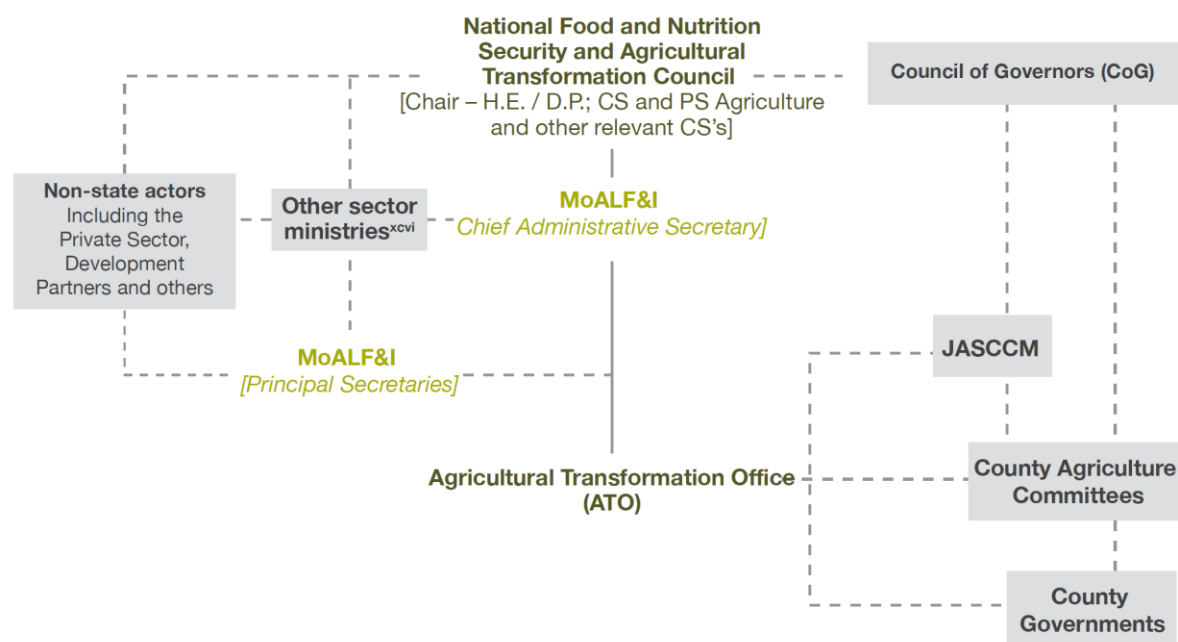 National Food and Nutrition
Security and Agricultural
Transformation Council
[Chair – H.E. / D.P.; CS and PS Agriculture
and other relevant CS's]
Council of Governors (CoG)
Non-state actors
Including the
Private Sector,
Development
Partners and others
Other sector
ministriesˣᶜᵛⁱ
MoALF&I
Chief Administrative Secretary]
MoALF&I
[Principal Secretaries]
JASCCM
Agricultural Transformation Office
(ATO)
County Agriculture
Committees
County
Governments